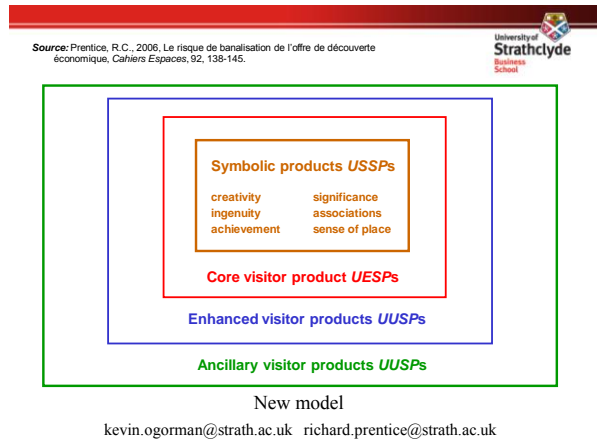 Source: Prentice, R.C., 2006, Le risque de banalisation de l'offre de découverte
économique, Cahiers Espaces, 92, 138-145.
University of
Strathclyde
Business
School
Symbolic products USSPs
creativity significance
ingenuity associations
achievement sense of place
Core visitor product UESPs
Enhanced visitor products UUSPs
Ancillary visitor products UUSPs
New model
kevin.ogorman@strath.ac.uk richard.prentice@strath.ac.uk